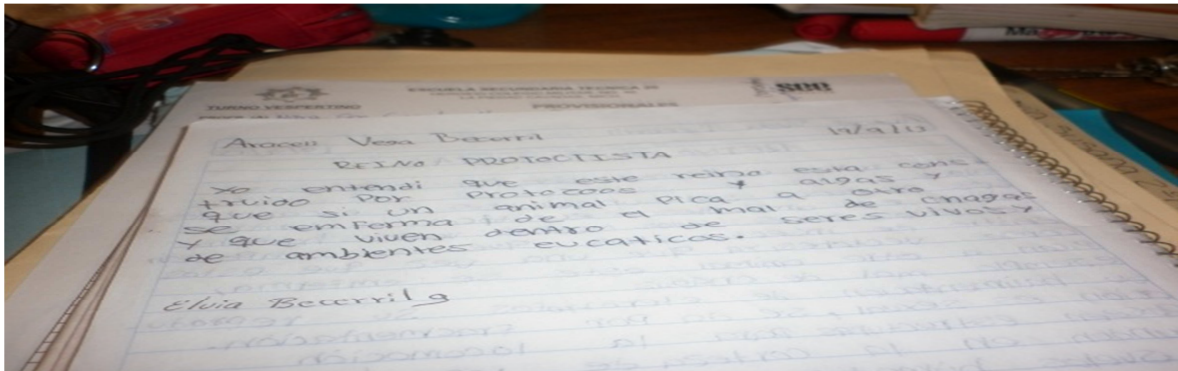 TURNO VESPERTINO
ESCUELA SECUNDARIA TECNICA
PROVISIONALES
Araceli Vega Becerril
REINO PROTOCTISTA
Yo entendi que este reino esta cons-
truido por Protocoos y algas y
que si un animal pica a otro
se emferma de el mal de chagas
y que viven dentro de seres vivos y
de ambientes eucaticos.
Elvia Becerril g